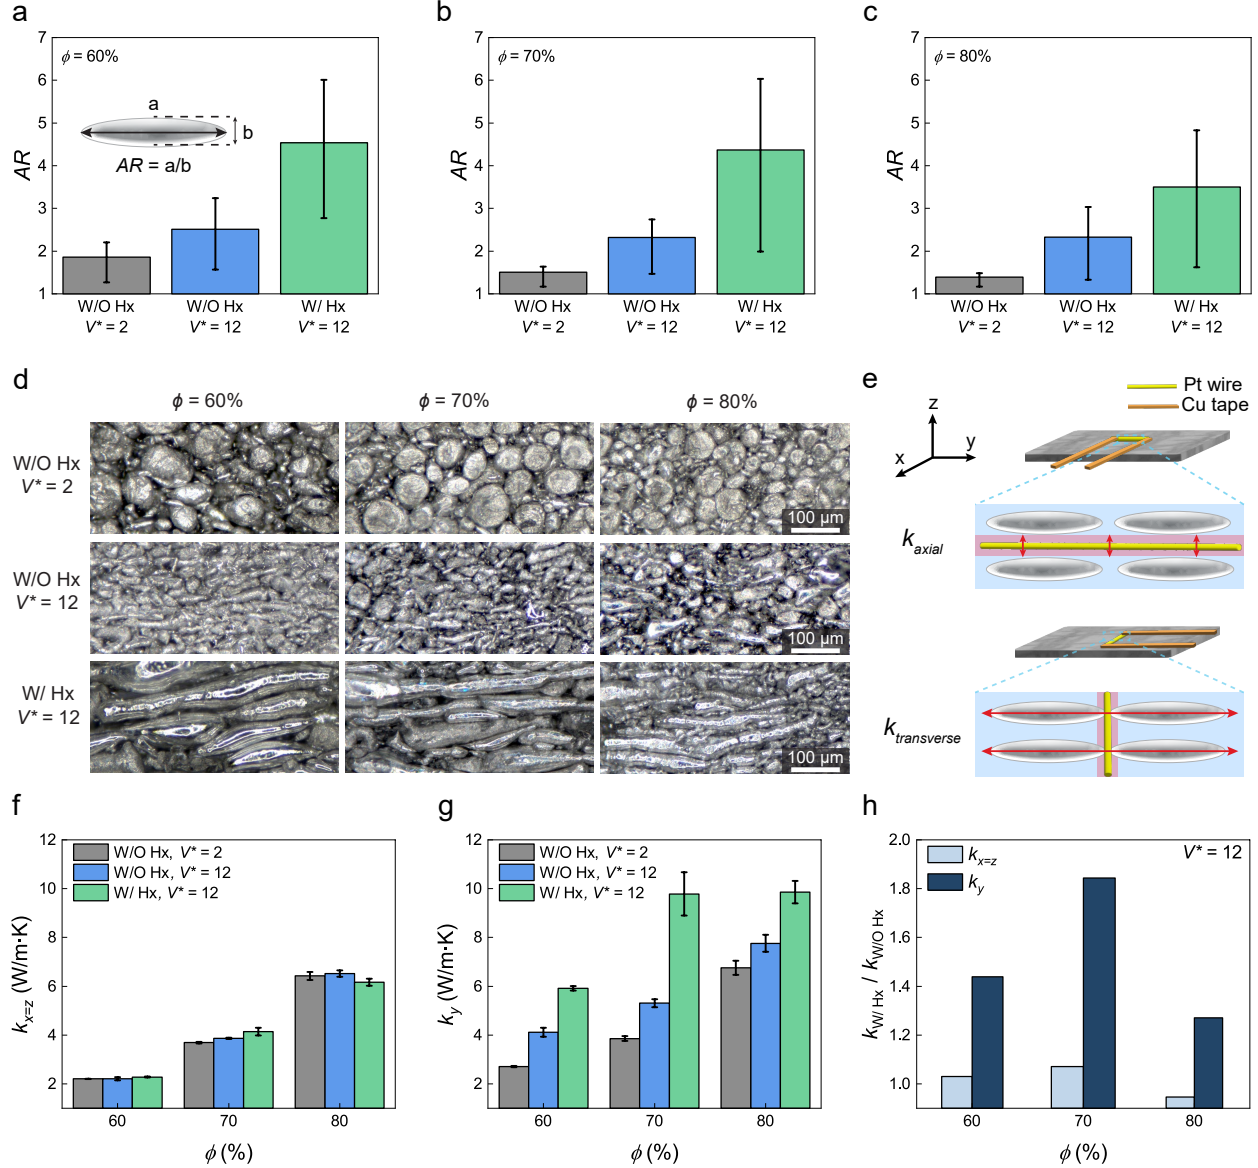 a
7
6
5
4
3
2
1
AR
ϕ = 60%
a
b
AR = a/b
W/O Hx
V* = 2
W/O Hx
V* = 12
W/ Hx
V* = 12
b
7
6
5
4
3
2
1
AR
ϕ = 70%
W/O Hx
V* = 2
W/O Hx
V* = 12
W/ Hx
V* = 12
c
7
6
5
4
3
2
1
AR
ϕ = 80%
W/O Hx
V* = 2
W/O Hx
V* = 12
W/ Hx
V* = 12
d
ϕ = 60%
ϕ = 70%
ϕ = 80%
W/O Hx
V* = 2
100 μm
W/O Hx
V* = 12
100 μm
W/ Hx
V* = 12
100 μm
e
Pt wire
Cu tape
z
y
x
k_axial
k_transverse
f
12
10
8
6
4
2
k_x=z (W/m·K)
W/O Hx, V* = 2
W/O Hx, V* = 12
W/ Hx, V* = 12
60
70
80
ϕ (%)
g
12
10
8
6
4
2
k_y (W/m·K)
W/O Hx, V* = 2
W/O Hx, V* = 12
W/ Hx, V* = 12
60
70
80
ϕ (%)
h
2.0
1.8
1.6
1.4
1.2
1.0
k_W/ Hx / k_W/O Hx
k_x=z
k_y
V* = 12
60
70
80
ϕ (%)